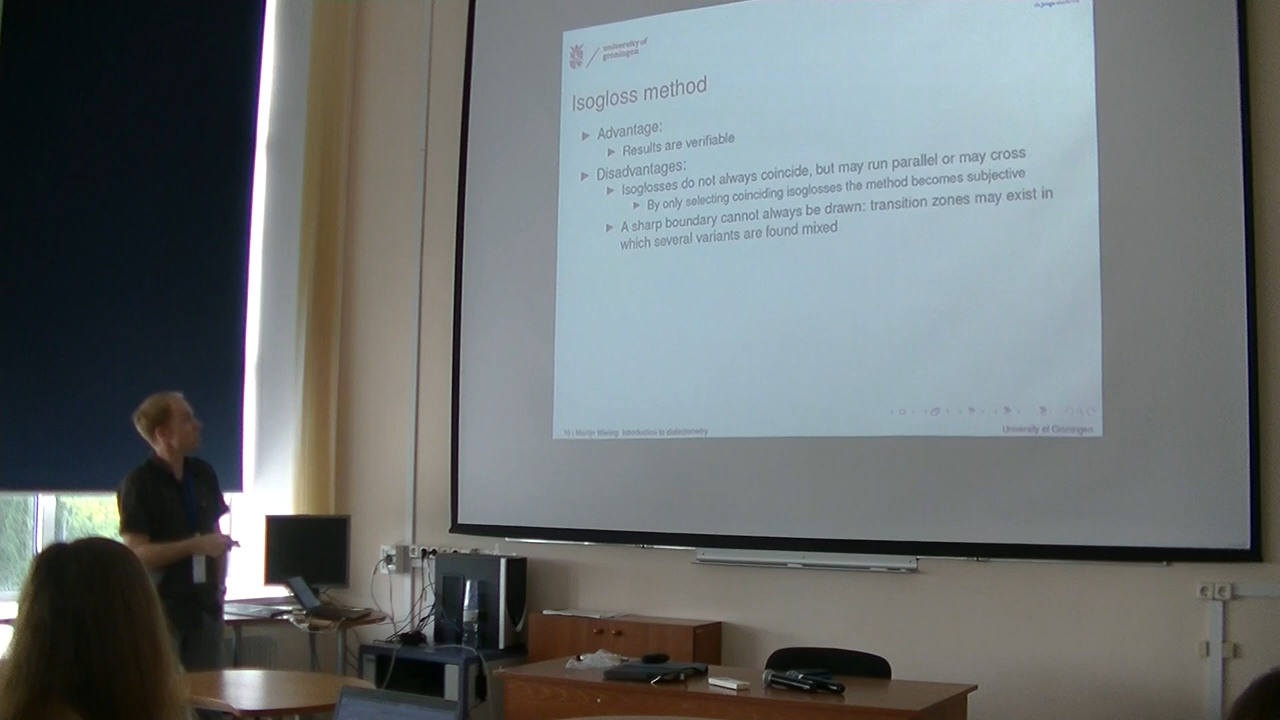 university of
groningen
Isogloss method
Advantage:
Results are verifiable
Disadvantages:
Isoglosses do not always coincide, but may run parallel or may cross
By only selecting coinciding isoglosses the method becomes subjective
A sharp boundary cannot always be drawn: transition zones may exist in
which several variants are found mixed
Martijn Wieling Introduction to dialectometry
University of Groningen